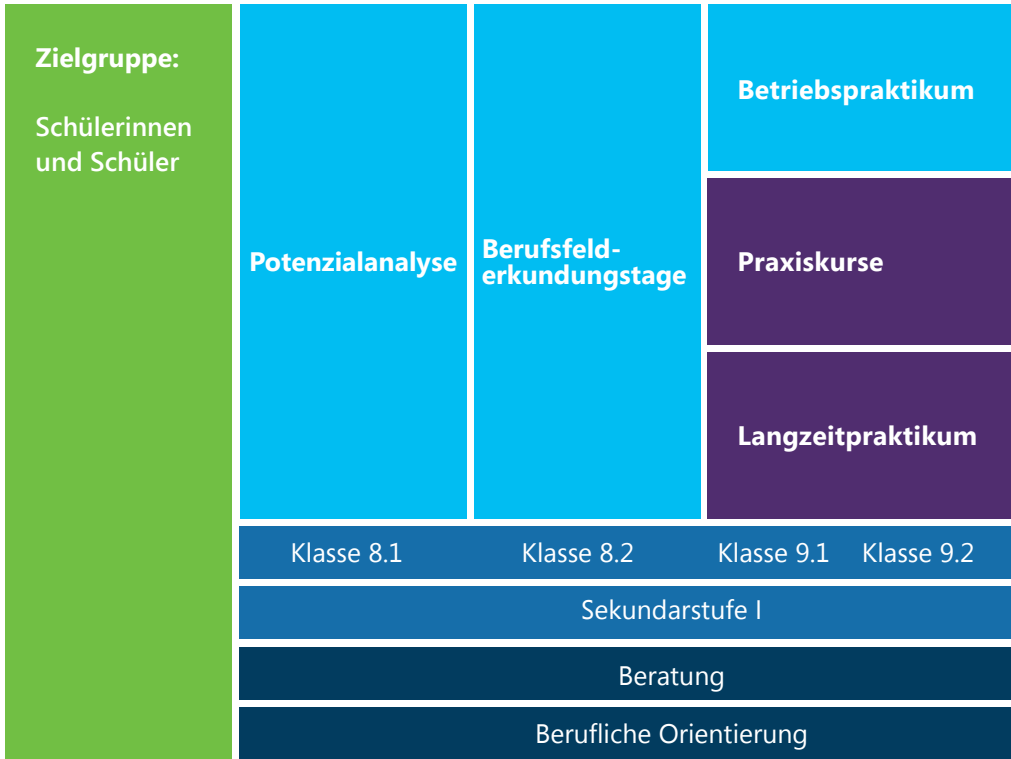 Zielgruppe:
Schülerinnen
und Schüler
Potenzialanalyse
Berufsfeld-
erkundungstage
Betriebspraktikum
Praxiskurse
Langzeitpraktikum
Klasse 8.1
Klasse 8.2
Klasse 9.1
Klasse 9.2
Sekundarstufe I
Beratung
Berufliche Orientierung